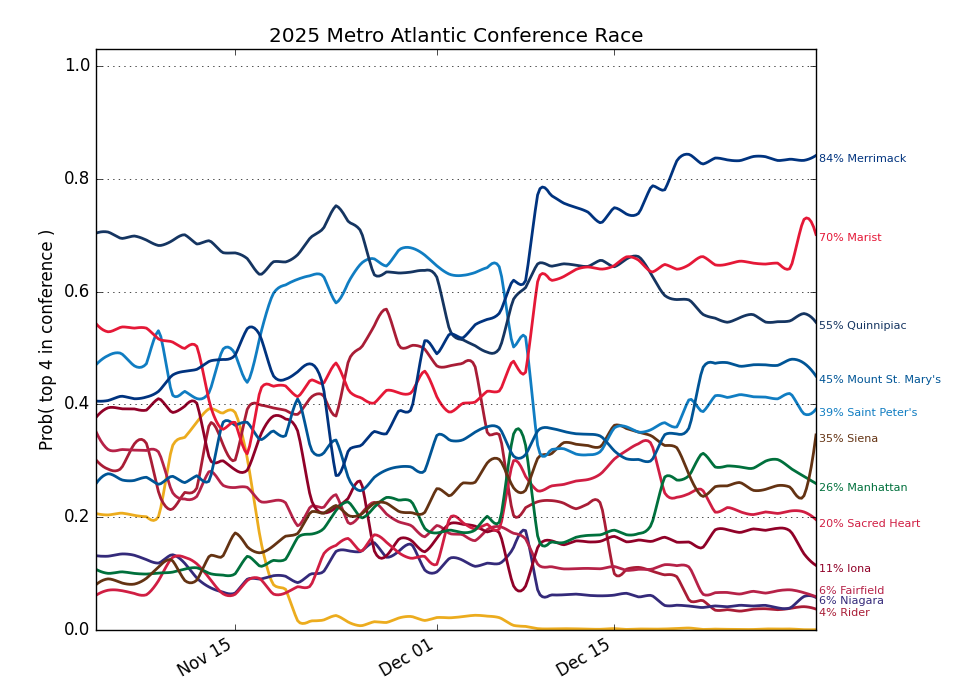 2025 Metro Atlantic Conference Race
Prob( top 4 in conference )
1.0
0.8
0.6
0.4
0.2
0.0
Nov 15
Dec 01
Dec 15
84% Merrimack
70% Marist
55% Quinnipiac
45% Mount St. Mary's
39% Saint Peter's
35% Siena
26% Manhattan
20% Sacred Heart
11% Iona
6% Fairfield
6% Niagara
4% Rider